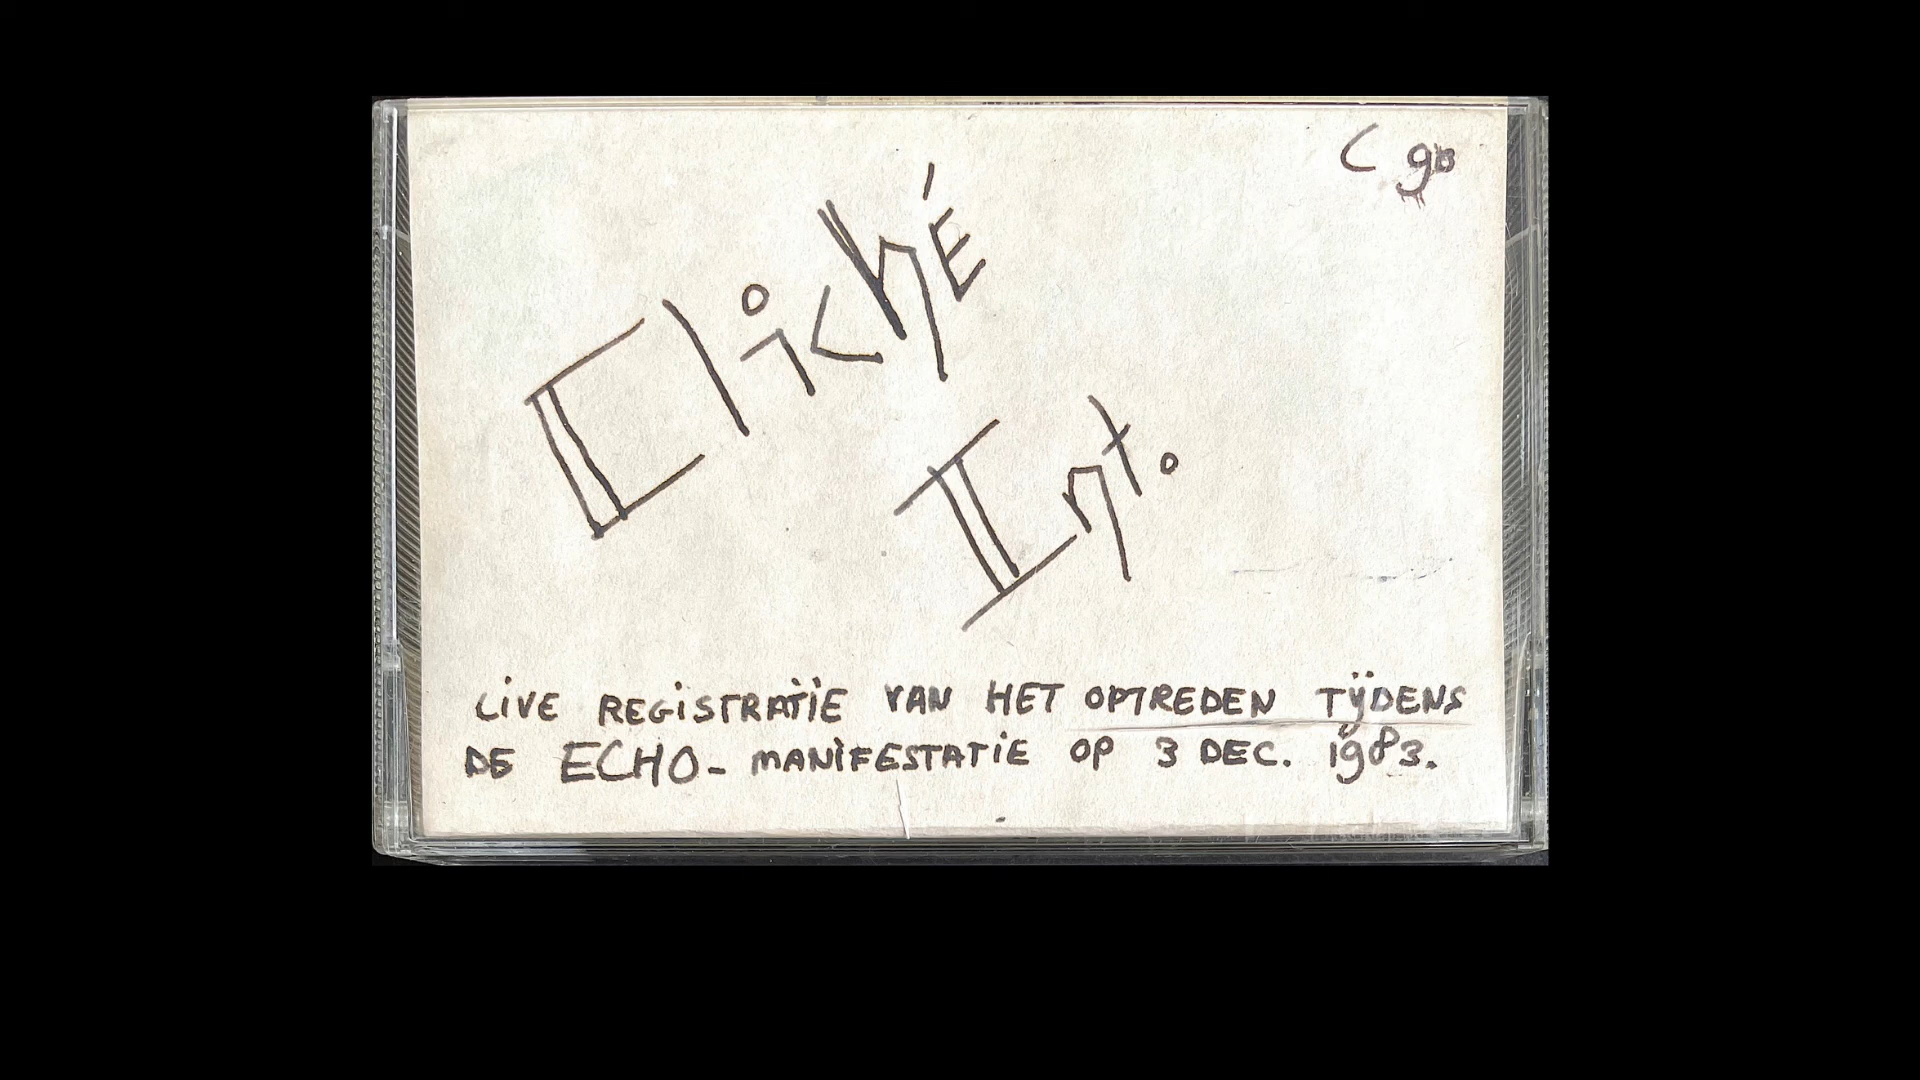 C 90
Cliché
Int.
LIVE REGISTRATIE VAN HET OPTREDEN TIJDENS
DE ECHO-MANIFESTATIE OP 3 DEC. 1983.